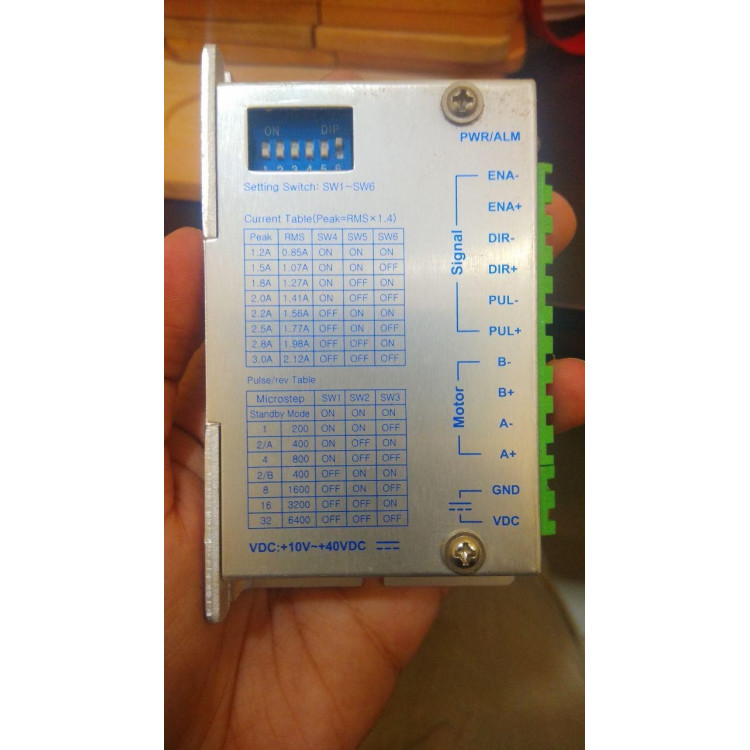 ON DIP
1 2 3 4 5 6
Setting Switch: SW1~SW6
Current Table(Peak=RMS×1.4)
Peak RMS SW4 SW5 SW6
1.2A 0.85A ON ON ON
1.5A 1.07A ON ON OFF
1.8A 1.27A ON OFF ON
2.0A 1.41A ON OFF OFF
2.2A 1.56A OFF ON ON
2.5A 1.77A OFF ON OFF
2.8A 1.98A OFF OFF ON
3.0A 2.12A OFF OFF OFF
Pulse/rev Table
Microstep SW1 SW2 SW3
Standby Mode ON ON ON
1 200 ON ON OFF
2/A 400 ON OFF ON
4 800 ON OFF OFF
2/B 400 OFF ON ON
8 1600 OFF ON OFF
16 3200 OFF OFF ON
32 6400 OFF OFF OFF
VDC:+10V~+40VDC
PWR/ALM
Signal
ENA-
ENA+
DIR-
DIR+
PUL-
PUL+
Motor
B-
B+
A-
A+
GND
VDC